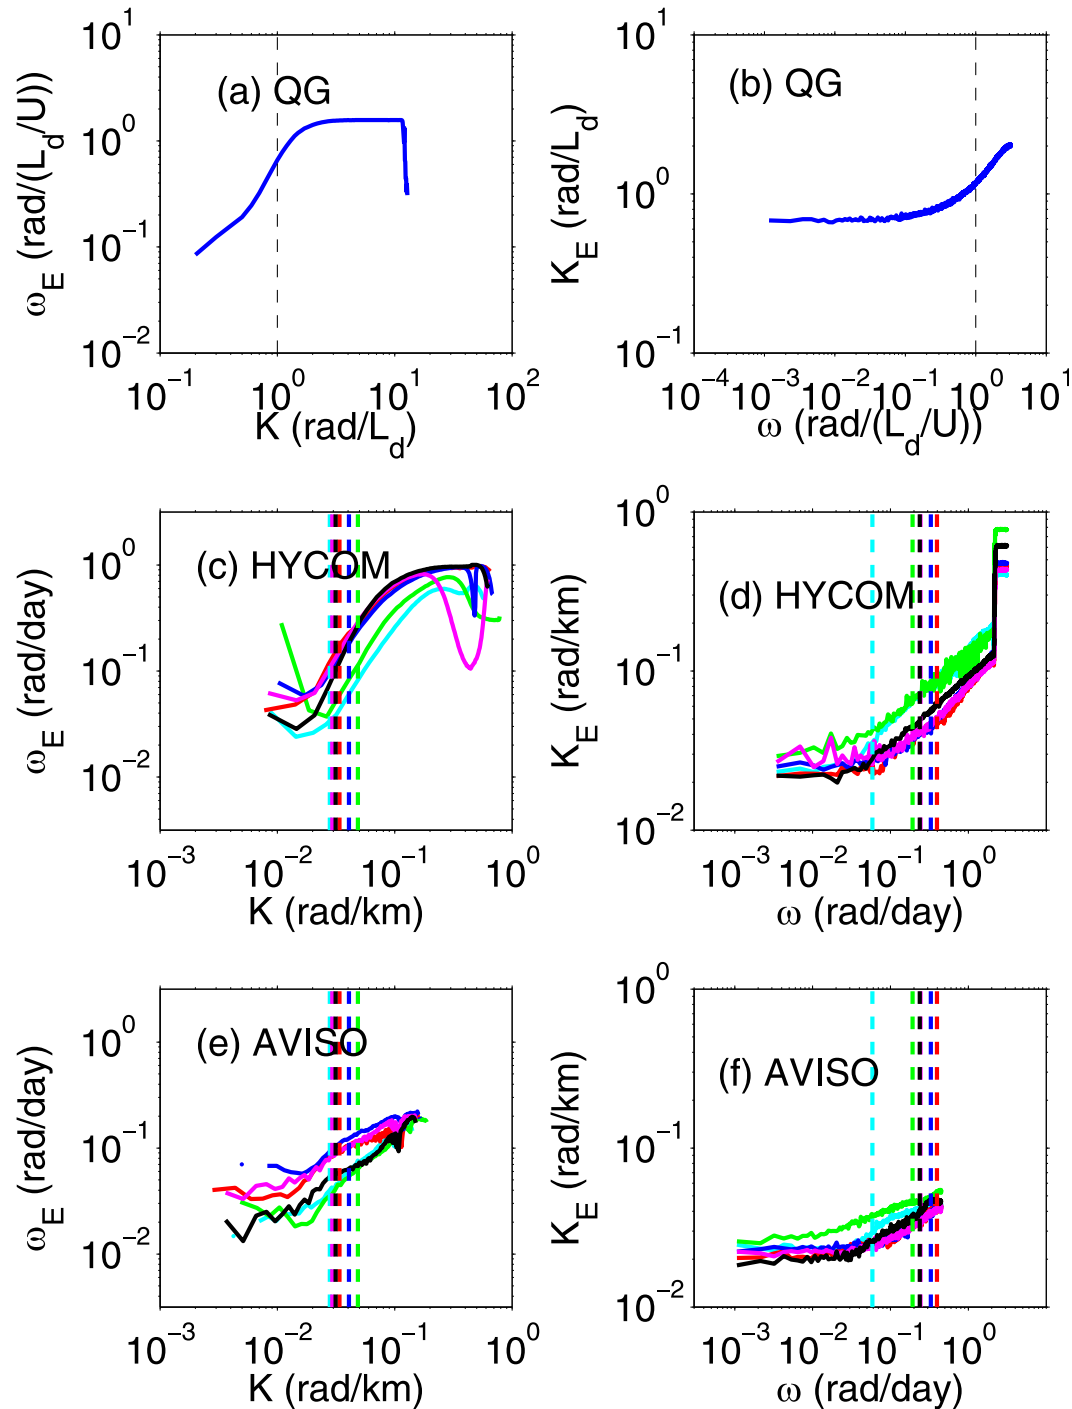 (a) QG
ω_E (rad/(L_d/U))
10^1
10^0
10^−1
10^−2
10^−1 10^0 10^1 10^2
K (rad/L_d)
(b) QG
K_E (rad/L_d)
10^1
10^0
10^−1
10^−4 10^−3 10^−2 10^−1 10^0 10^1
ω (rad/(L_d/U))
(c) HYCOM
ω_E (rad/day)
10^0
10^−1
10^−2
10^−3 10^−2 10^−1 10^0
K (rad/km)
(d) HYCOM
K_E (rad/km)
10^0
10^−1
10^−2
10^−3 10^−2 10^−1 10^0
ω (rad/day)
(e) AVISO
ω_E (rad/day)
10^0
10^−1
10^−2
10^−3 10^−2 10^−1 10^0
K (rad/km)
(f) AVISO
K_E (rad/km)
10^0
10^−1
10^−2
10^−3 10^−2 10^−1 10^0
ω (rad/day)